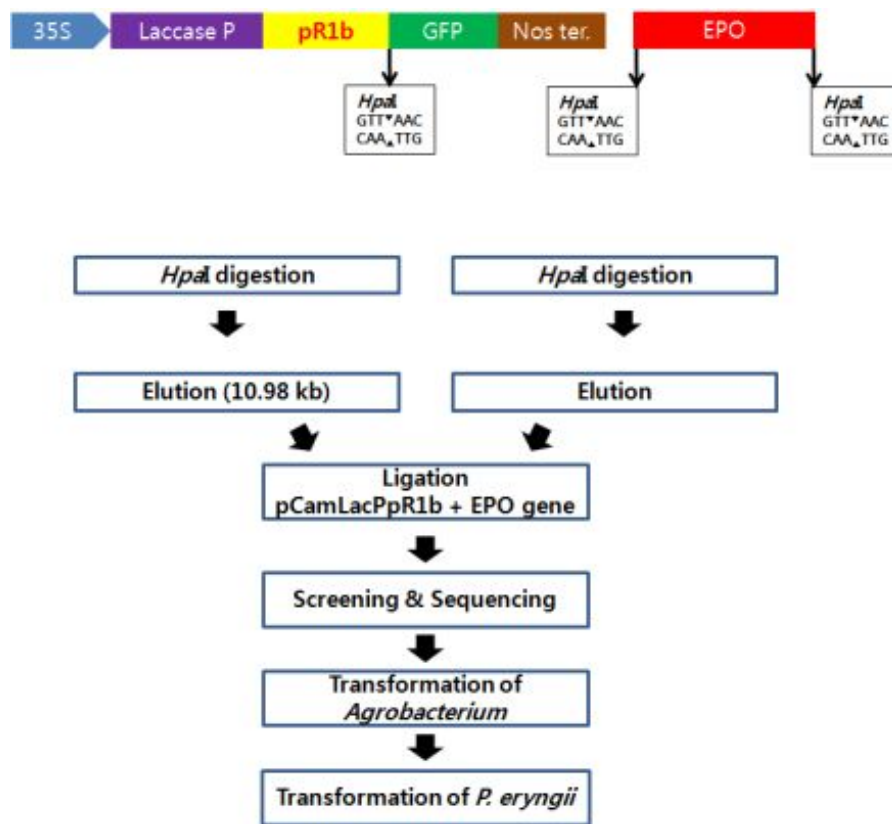 35S Laccase P pR1b GFP Nos ter. EPO
HpaI HpaI HpaI
GTT▼AAC GTT▼AAC GTT▼AAC
CAA▲TTG CAA▲TTG CAA▲TTG
HpaI digestion HpaI digestion
Elution (10.98 kb) Elution
Ligation
pCamLacPpR1b + EPO gene
Screening & Sequencing
Transformation of
Agrobacterium
Transformation of P. eryngii